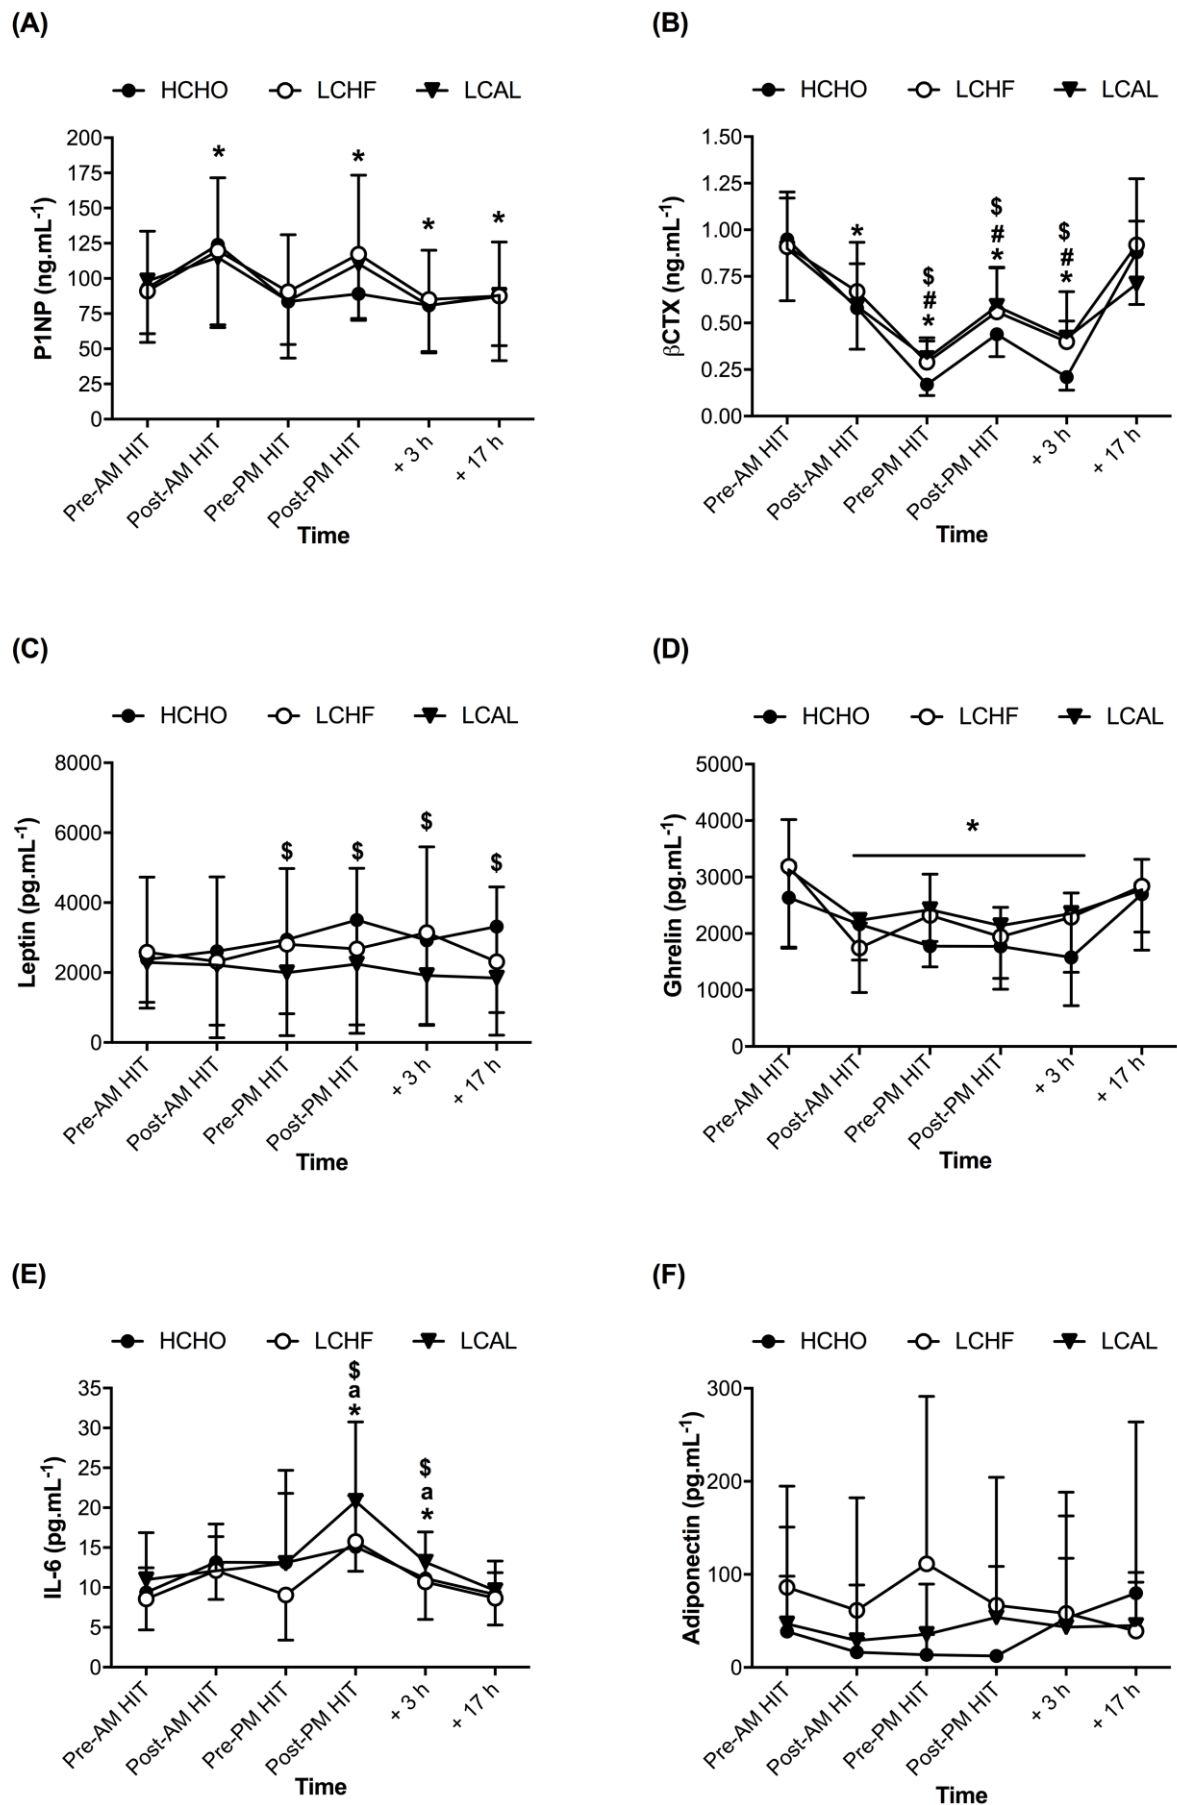 (A)
HCHO LCHF LCAL
P1NP (ng.mL⁻¹)
200
175
150
125
100
75
50
25
0
* * * *
Pre-AM HIT
Post-AM HIT
Pre-PM HIT
Post-PM HIT
+ 3 h
+ 17 h
Time
(B)
HCHO LCHF LCAL
βCTX (ng.mL⁻¹)
1.50
1.25
1.00
0.75
0.50
0.25
0.00
*
$
#
*
$
#
*
$
#
*
Pre-AM HIT
Post-AM HIT
Pre-PM HIT
Post-PM HIT
+ 3 h
+ 17 h
Time
(C)
HCHO LCHF LCAL
Leptin (pg.mL⁻¹)
8000
6000
4000
2000
0
$ $ $ $
Pre-AM HIT
Post-AM HIT
Pre-PM HIT
Post-PM HIT
+ 3 h
+ 17 h
Time
(D)
HCHO LCHF LCAL
Ghrelin (pg.mL⁻¹)
5000
4000
3000
2000
1000
0
*
Pre-AM HIT
Post-AM HIT
Pre-PM HIT
Post-PM HIT
+ 3 h
+ 17 h
Time
(E)
HCHO LCHF LCAL
IL-6 (pg.mL⁻¹)
35
30
25
20
15
10
5
0
$
a
*
$
a
*
Pre-AM HIT
Post-AM HIT
Pre-PM HIT
Post-PM HIT
+ 3 h
+ 17 h
Time
(F)
HCHO LCHF LCAL
Adiponectin (pg.mL⁻¹)
300
200
100
0
Pre-AM HIT
Post-AM HIT
Pre-PM HIT
Post-PM HIT
+ 3 h
+ 17 h
Time